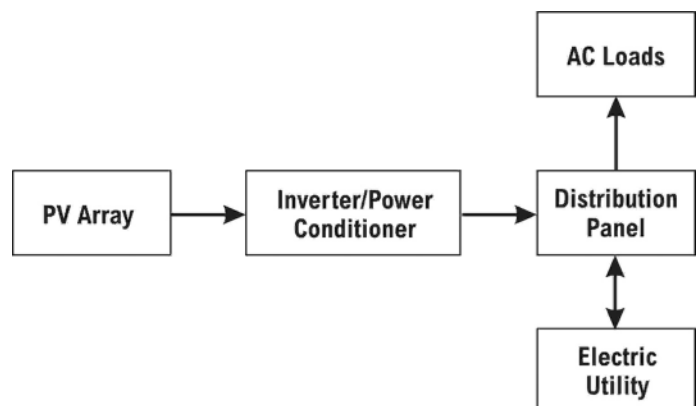 AC Loads
PV Array
Inverter/Power
Conditioner
Distribution
Panel
Electric
Utility